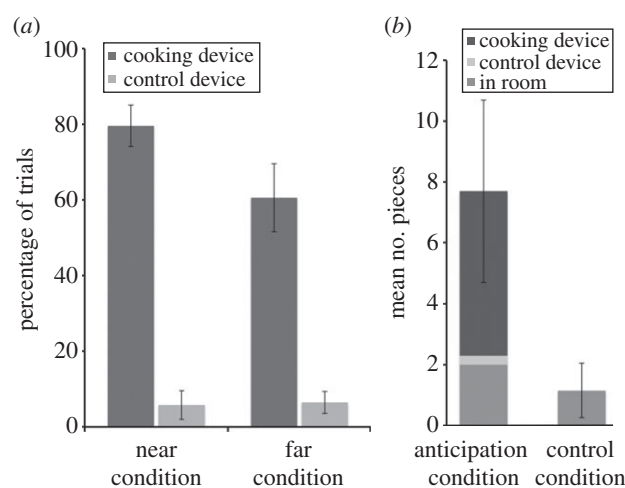 (a)
100
80
60
40
20
0
percentage of trials
cooking device
control device
near
condition
far
condition
(b)
12
10
8
6
4
2
0
mean no. pieces
cooking device
control device
in room
anticipation
condition
control
condition